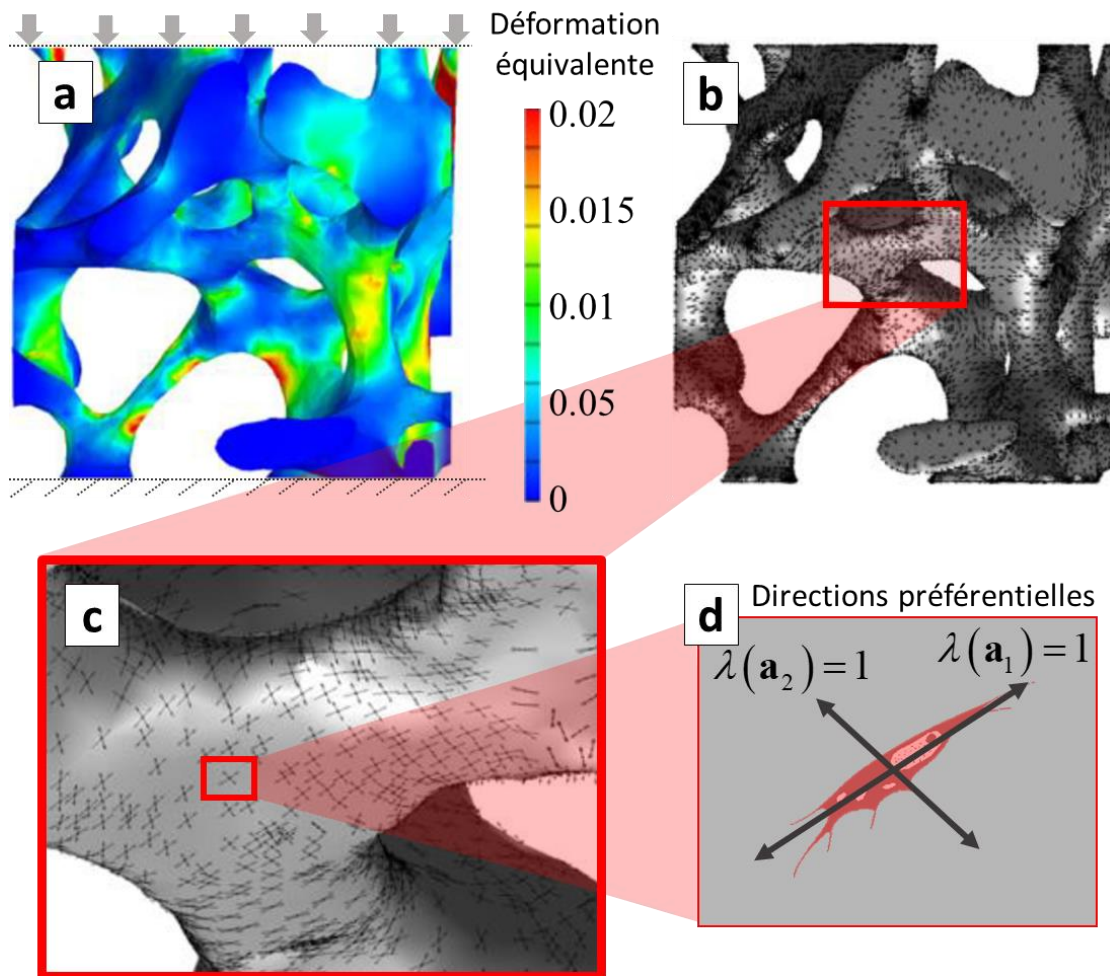 Déformation
équivalente
a
b
0.02
0.015
0.01
0.05
0
c
d
Directions préférentielles
λ(a₂)=1
λ(a₁)=1